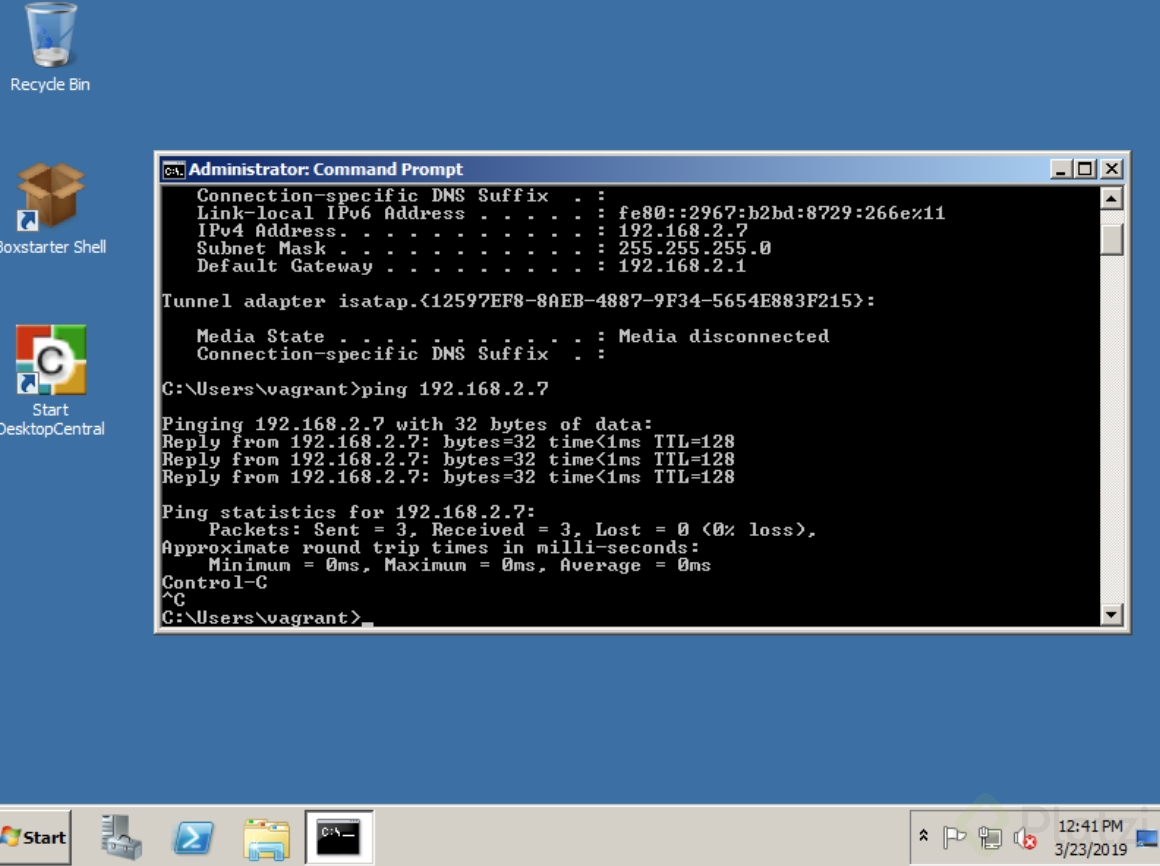 Recycle Bin
Boxstarter Shell
Start
DesktopCentral
C:\. Administrator: Command Prompt
Connection-specific DNS Suffix  . :
Link-local IPv6 Address . . . . . : fe80::2967:b2bd:8729:266e%11
IPv4 Address. . . . . . . . . . . : 192.168.2.7
Subnet Mask . . . . . . . . . . . : 255.255.255.0
Default Gateway . . . . . . . . . : 192.168.2.1
Tunnel adapter isatap.{12597EF8-8AEB-4887-9F34-5654E883F215}:
Media State . . . . . . . . . . . : Media disconnected
Connection-specific DNS Suffix  . :
C:\Users\vagrant>ping 192.168.2.7
Pinging 192.168.2.7 with 32 bytes of data:
Reply from 192.168.2.7: bytes=32 time<1ms TTL=128
Reply from 192.168.2.7: bytes=32 time<1ms TTL=128
Reply from 192.168.2.7: bytes=32 time<1ms TTL=128
Ping statistics for 192.168.2.7:
Packets: Sent = 3, Received = 3, Lost = 0 (0% loss),
Approximate round trip times in milli-seconds:
Minimum = 0ms, Maximum = 0ms, Average = 0ms
Control-C
^C
C:\Users\vagrant>_
Start
C:\_
12:41 PM
3/23/2019
Platzi